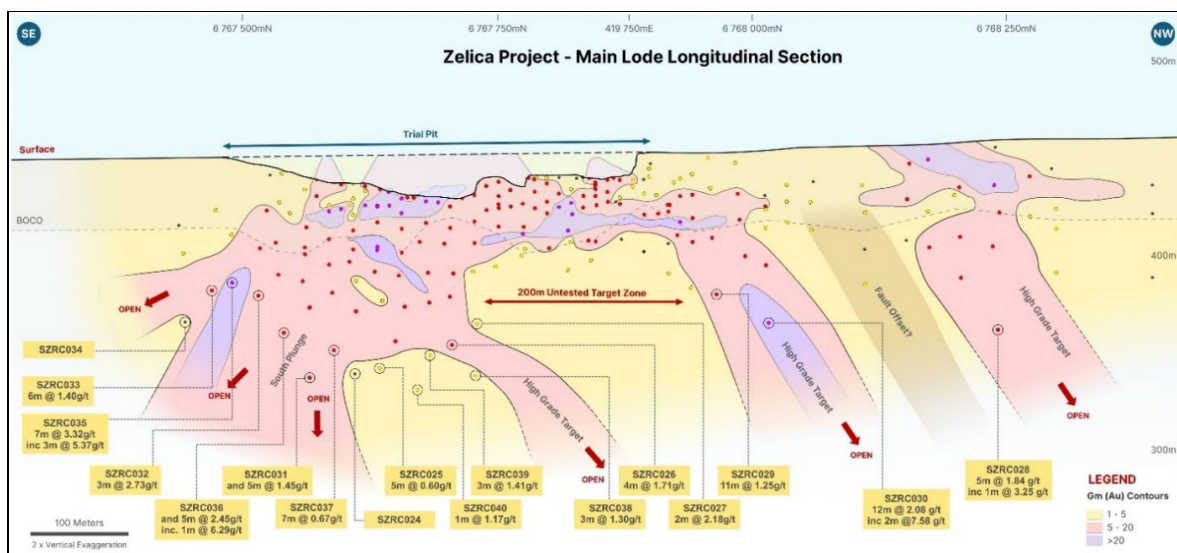 SE
6 767 500mN
6 767 750mN
419 750mE
6 768 000mN
6 768 250mN
NW
Zelica Project - Main Lode Longitudinal Section
500m
Trial Pit
Surface
BOCO
400m
200m Untested Target Zone
OPEN
OPEN
South Plunge
OPEN
High Grade Target
OPEN
High Grade Target
OPEN
Fault Offset?
High Grade Target
OPEN
300m
SZRC034
SZRC033
6m @ 1.40g/t
SZRC035
7m @ 3.32g/t
inc 3m @ 5.37g/t
SZRC032
3m @ 2.73g/t
SZRC036
and 5m @ 2.45g/t
inc. 1m @ 6.29g/t
SZRC031
and 5m @ 1.45g/t
SZRC037
7m @ 0.67g/t
SZRC024
SZRC025
5m @ 0.60g/t
SZRC040
1m @ 1.17g/t
SZRC039
3m @ 1.41g/t
SZRC038
3m @ 1.30g/t
SZRC026
4m @ 1.71g/t
SZRC027
2m @ 2.18g/t
SZRC029
11m @ 1.25g/t
SZRC030
12m @ 2.08 g/t
inc 2m @7.58 g/t
SZRC028
5m @ 1.84 g/t
inc 1m @ 3.25 g/t
100 Meters
2 x Vertical Exaggeration
LEGEND
Gm (Au) Contours
1 - 5
5 - 20
>20